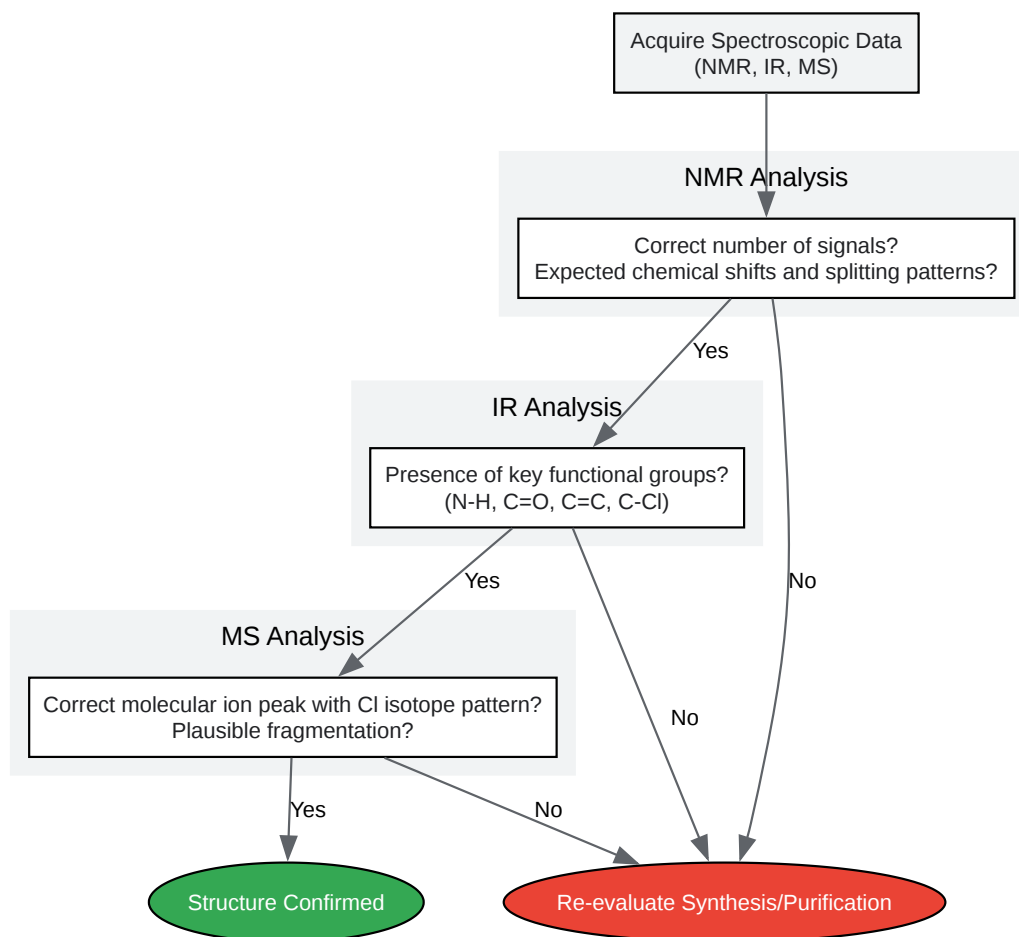 Acquire Spectroscopic Data
(NMR, IR, MS)
NMR Analysis
Correct number of signals?
Expected chemical shifts and splitting patterns?
Yes
IR Analysis
Presence of key functional groups?
(N-H, C=O, C=C, C-Cl)
Yes
No
MS Analysis
Correct molecular ion peak with Cl isotope pattern?
Plausible fragmentation?
No
Yes
No
Structure Confirmed
Re-evaluate Synthesis/Purification